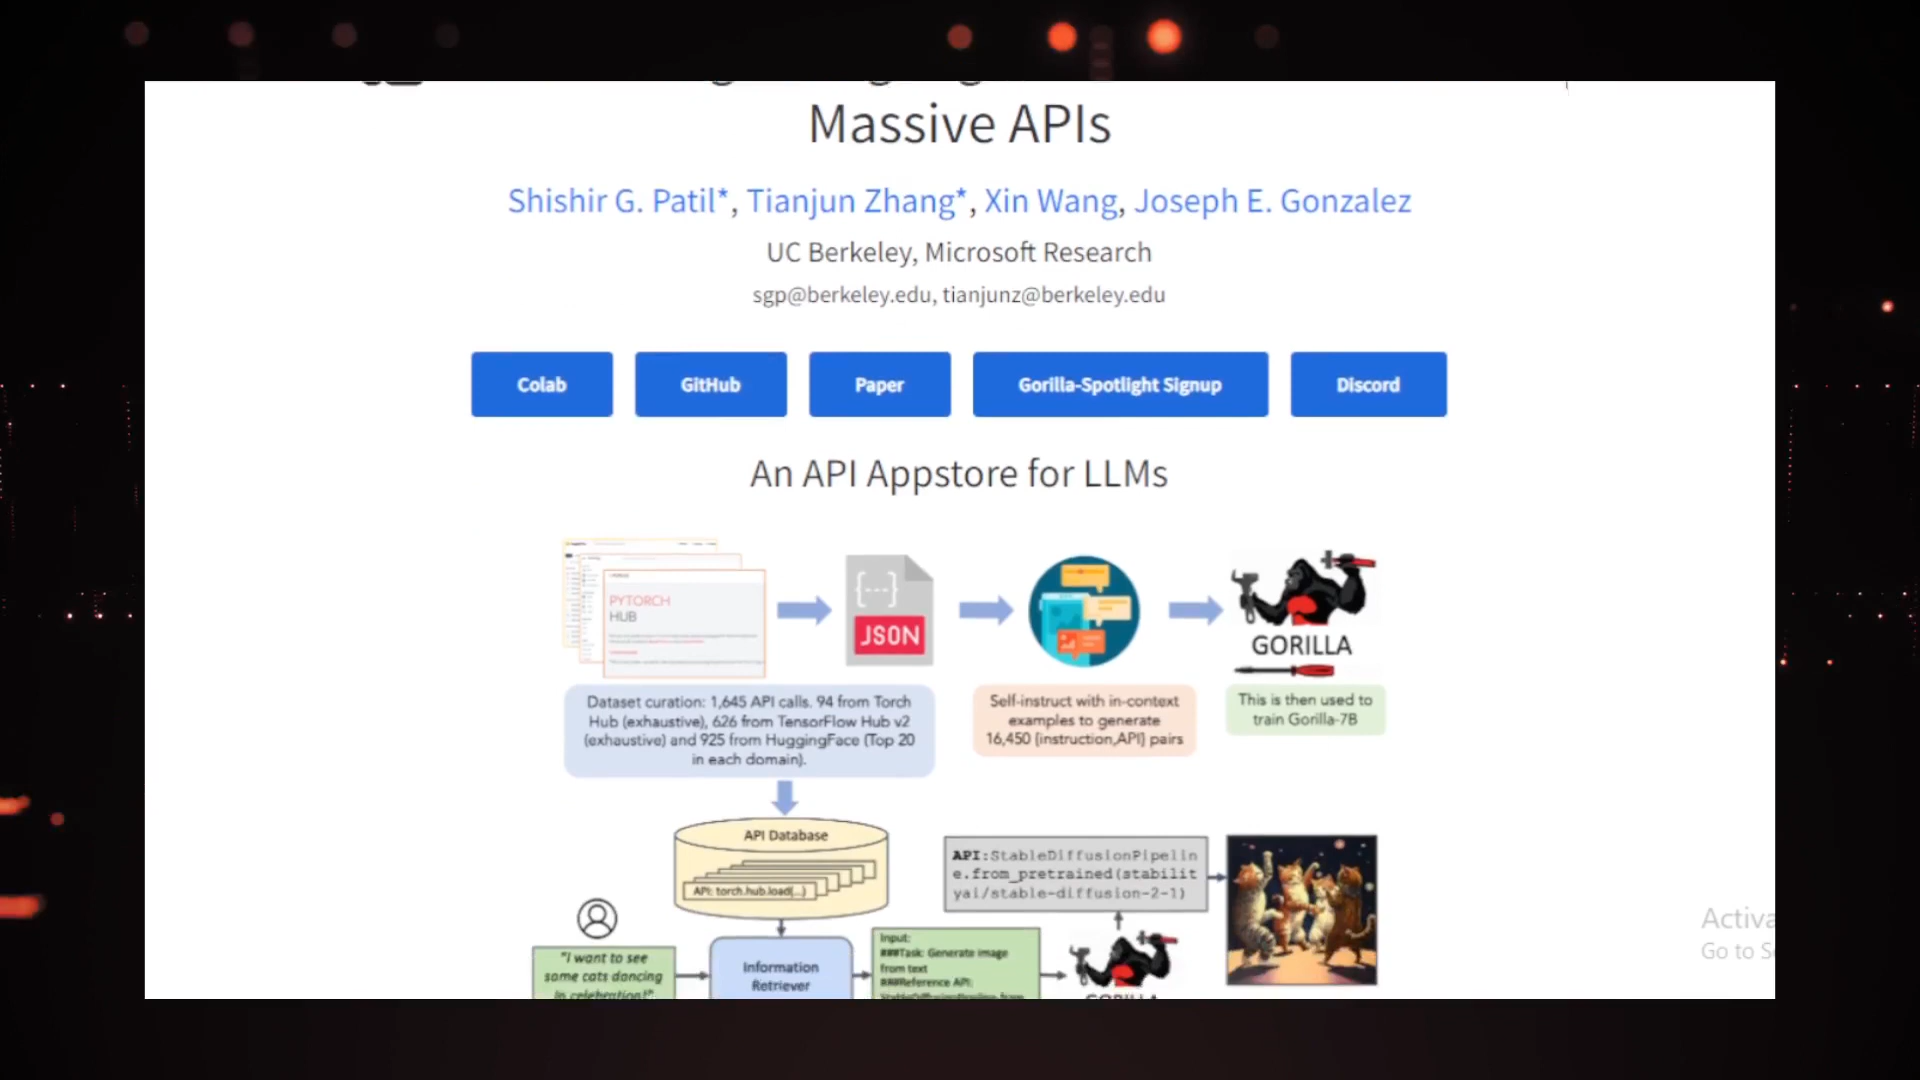 Massive APIs
Shishir G. Patil*, Tianjun Zhang*, Xin Wang, Joseph E. Gonzalez
UC Berkeley, Microsoft Research
sgp@berkeley.edu, tianjunz@berkeley.edu
Colab
GitHub
Paper
Gorilla-Spotlight Signup
Discord
An API Appstore for LLMs
PYTORCH
HUB
{---}
JSON
GORILLA
Dataset curation: 1,645 API calls. 94 from Torch
Hub (exhaustive), 626 from TensorFlow Hub v2
(exhaustive) and 925 from HuggingFace (Top 20
in each domain).
Self-instruct with in-context
examples to generate
16,450 {instruction,API} pairs
This is then used to
train Gorilla-7B
API Database
API: torch.hub.load(...)
API:StableDiffusionPipelin
e.from_pretrained(stabilit
yai/stable-diffusion-2-1)
"I want to see
some cats dancing
in celebration!"
Information
Retriever
Input:
###Task: Generate image
from text
###Reference API:
GORILLA
Activa
Go to S